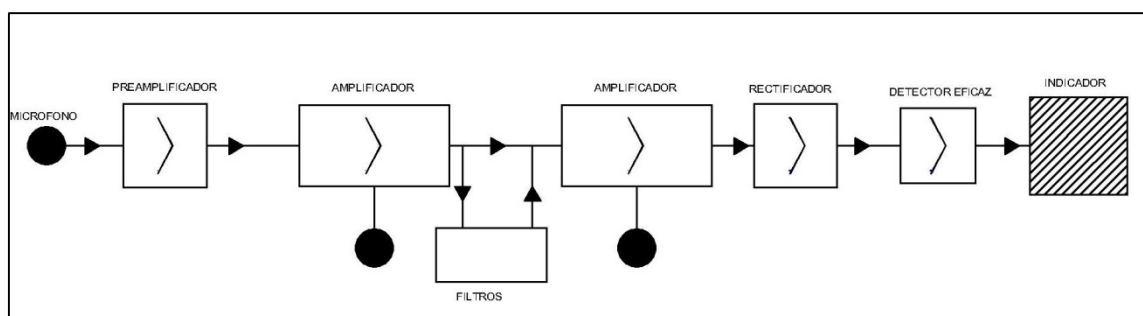 MICROFONO
PREAMPLIFICADOR
AMPLIFICADOR
AMPLIFICADOR
RECTIFICADOR
DETECTOR EFICAZ
INDICADOR
FILTROS